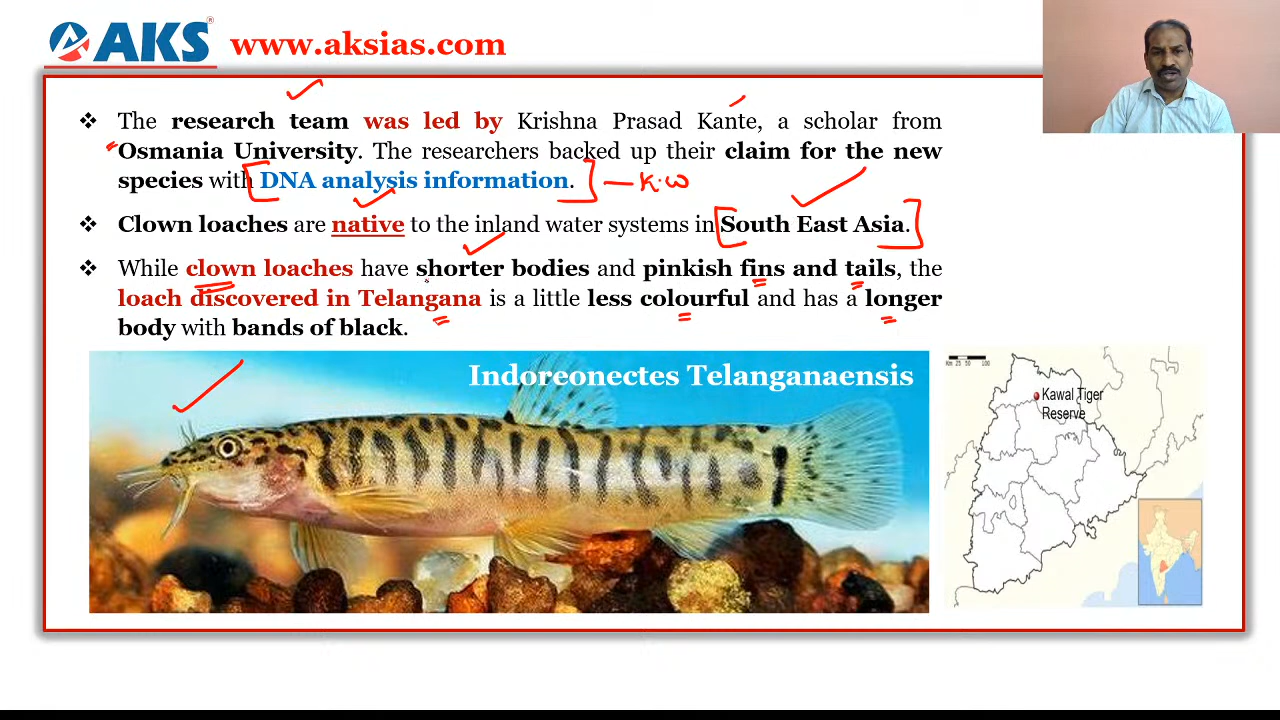 AKS
www.aksias.com
❖ The research team was led by Krishna Prasad Kante, a scholar from
Osmania University. The researchers backed up their claim for the new
species with DNA analysis information. K.W
❖ Clown loaches are native to the inland water systems in South East Asia.
❖ While clown loaches have shorter bodies and pinkish fins and tails, the
loach discovered in Telangana is a little less colourful and has a longer
body with bands of black.
Indoreonectes Telanganaensis
Km 25 50 100
Kawal Tiger
Reserve